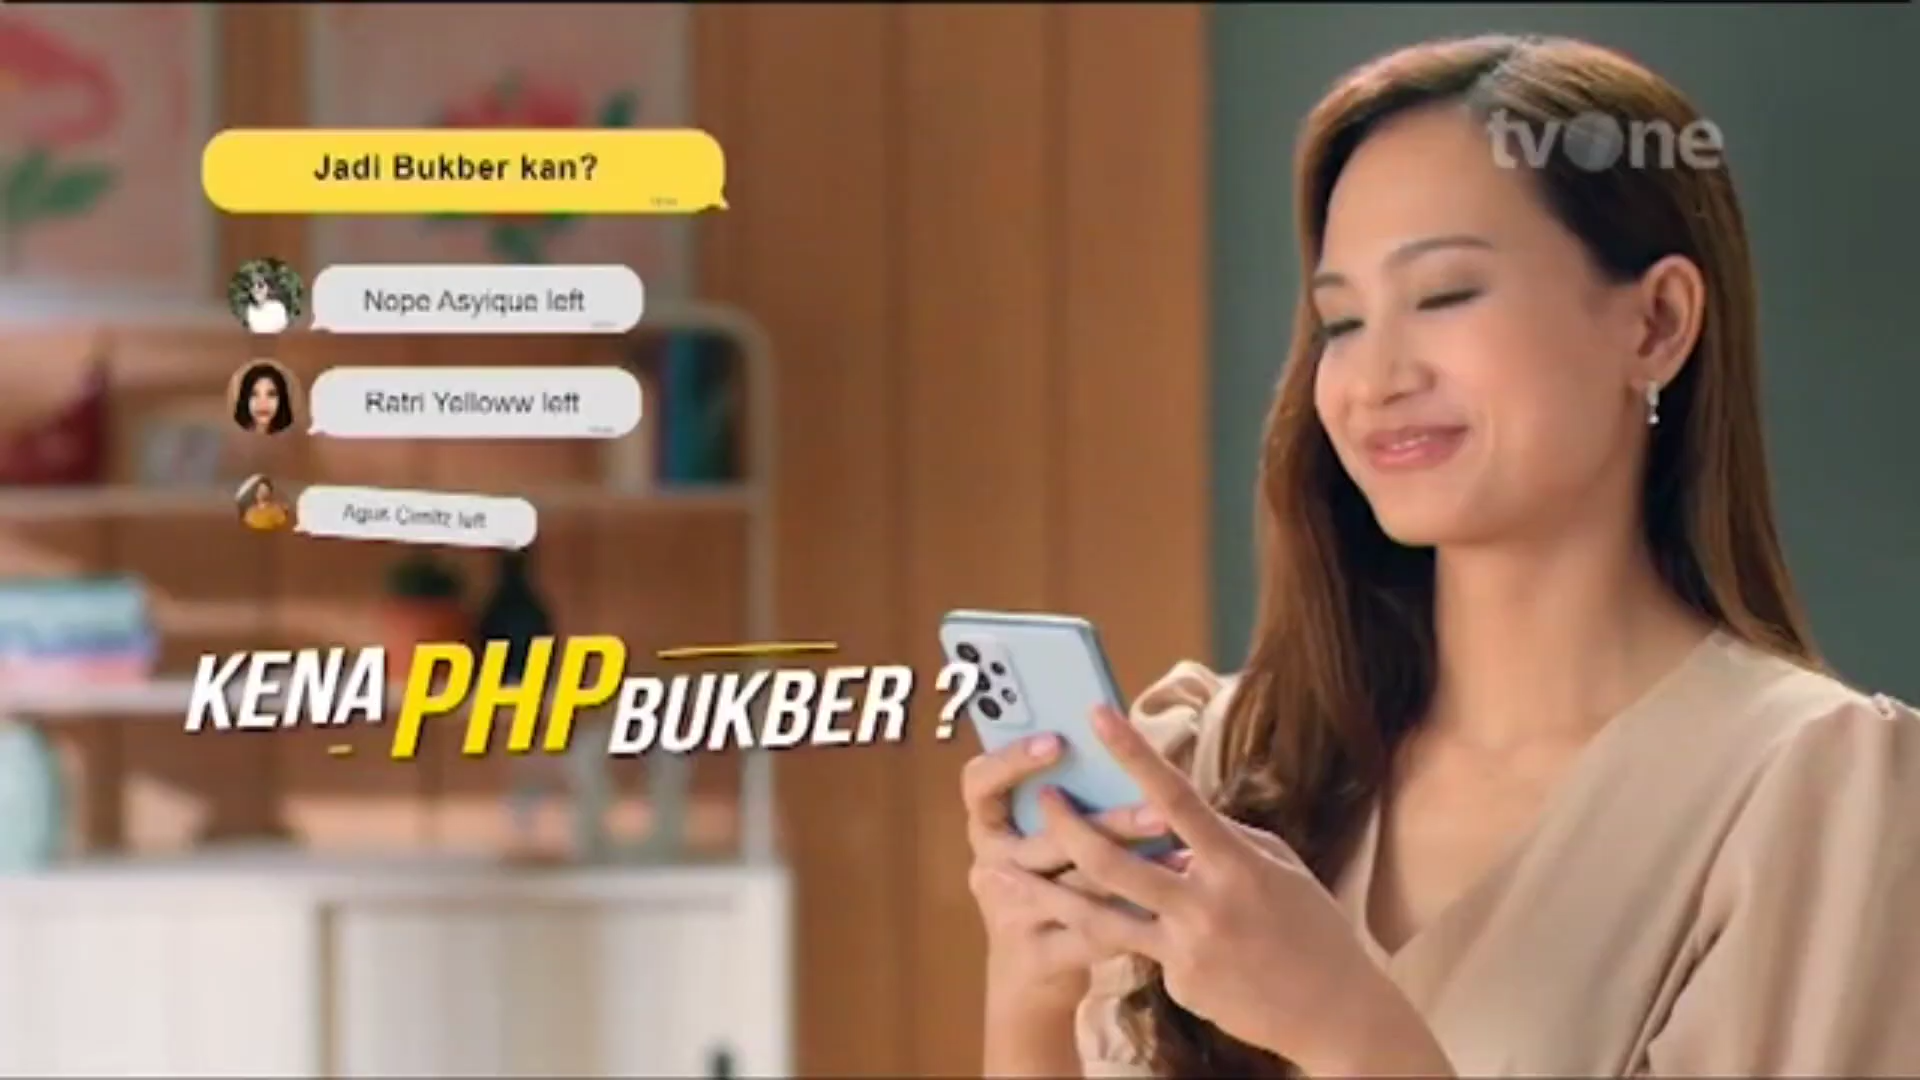 tvOne
Jadi Bukber kan?
Nope Asyique left
Ratri Yelloww left
Agus Cimitz left
KENA PHP BUKBER ?